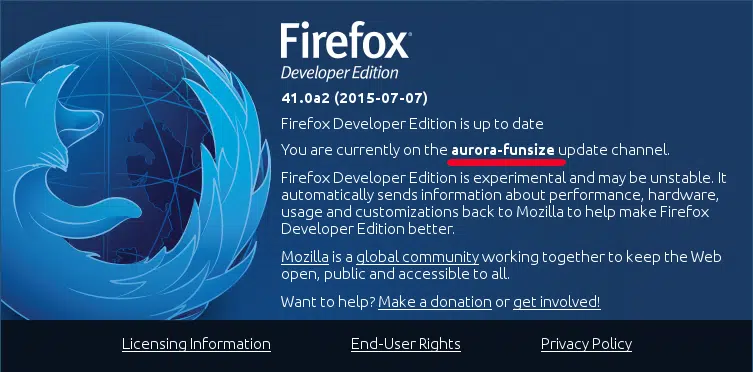 Firefox
Developer Edition
41.0a2 (2015-07-07)
Firefox Developer Edition is up to date
You are currently on the aurora-funsize update channel.
Firefox Developer Edition is experimental and may be unstable. It
automatically sends information about performance, hardware,
usage and customizations back to Mozilla to help make Firefox
Developer Edition better.
Mozilla is a global community working together to keep the Web
open, public and accessible to all.
Want to help? Make a donation or get involved!
Licensing Information End-User Rights Privacy Policy